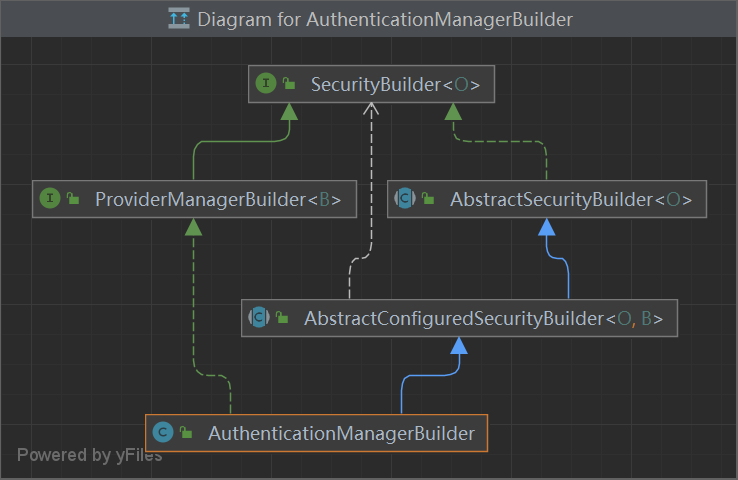 Diagram for AuthenticationManagerBuilder
I SecurityBuilder<O>
I ProviderManagerBuilder<B>
C AbstractSecurityBuilder<O>
C AbstractConfiguredSecurityBuilder<O, B>
C AuthenticationManagerBuilder
Powered by yFiles